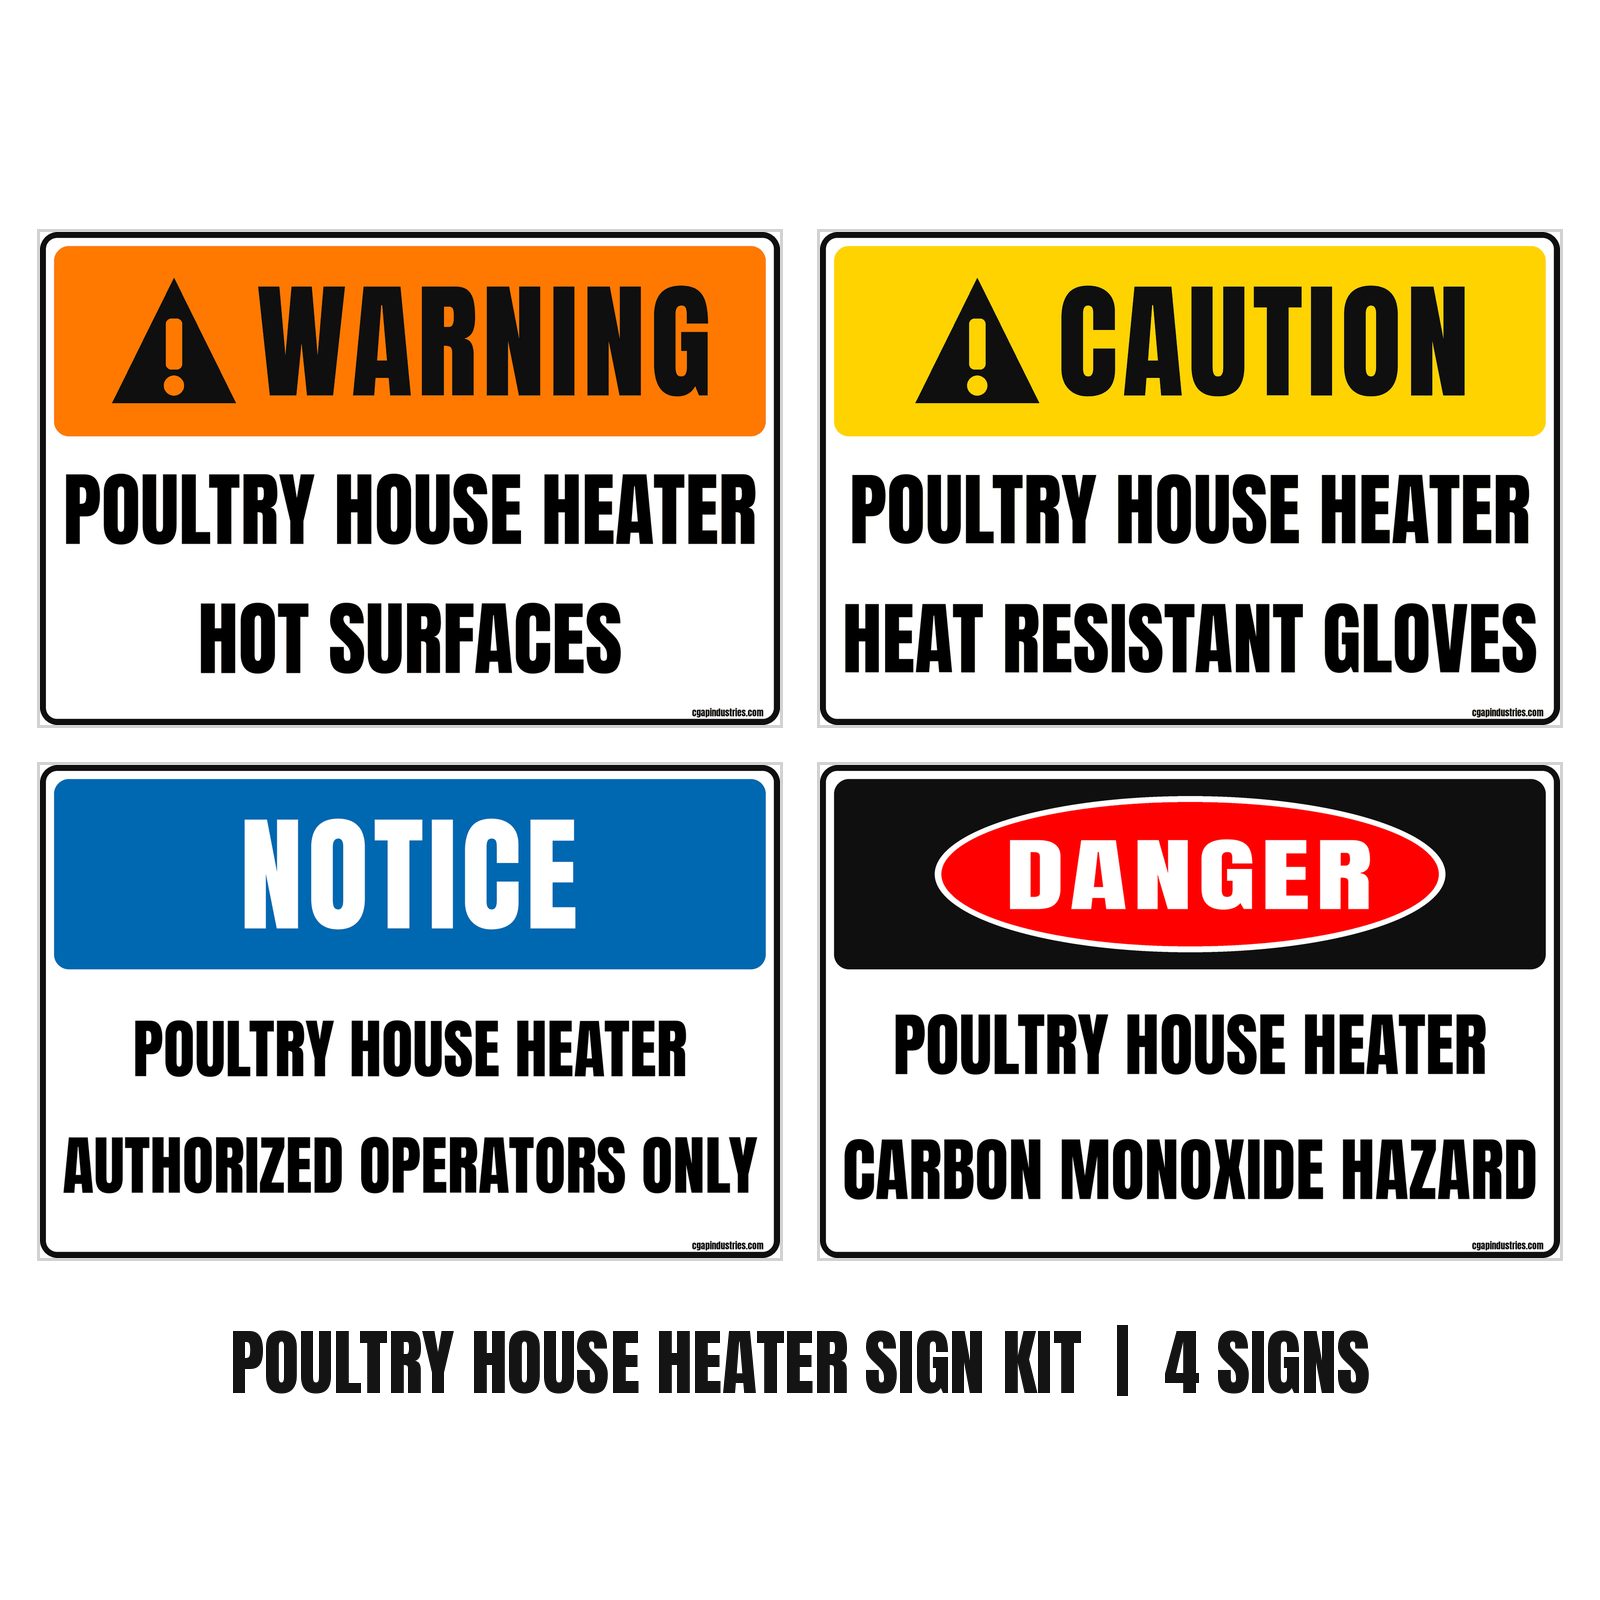 WARNING
POULTRY HOUSE HEATER
HOT SURFACES
cgapindustries.com
CAUTION
POULTRY HOUSE HEATER
HEAT RESISTANT GLOVES
cgapindustries.com
NOTICE
POULTRY HOUSE HEATER
AUTHORIZED OPERATORS ONLY
cgapindustries.com
DANGER
POULTRY HOUSE HEATER
CARBON MONOXIDE HAZARD
cgapindustries.com
POULTRY HOUSE HEATER SIGN KIT | 4 SIGNS